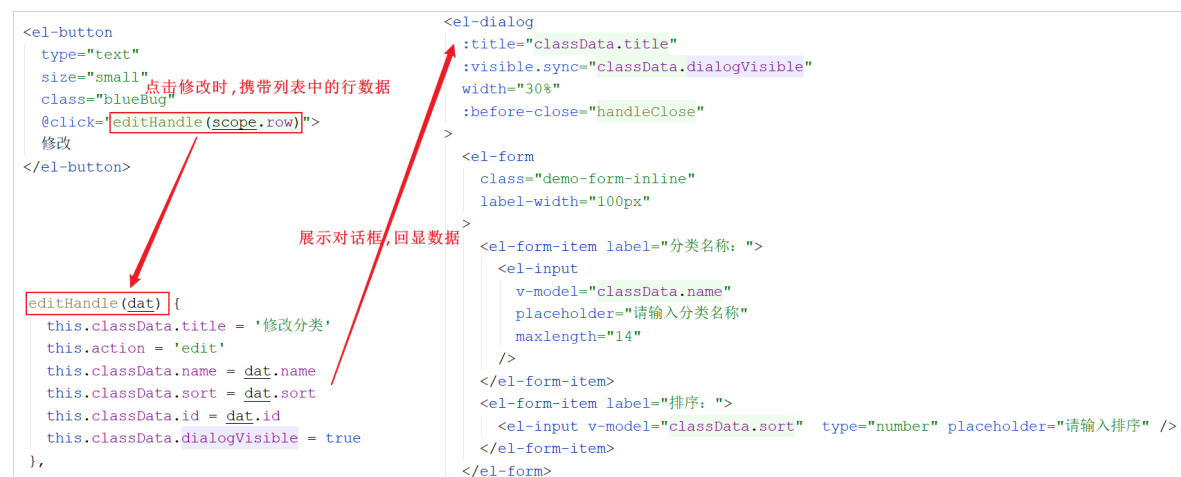 <el-button
type="text"
size="small"
class="blueBug"
@click="editHandle(scope.row)">
修改
</el-button>
点击修改时,携带列表中的行数据
editHandle(dat) {
this.classData.title = '修改分类'
this.action = 'edit'
this.classData.name = dat.name
this.classData.sort = dat.sort
this.classData.id = dat.id
this.classData.dialogVisible = true
},
展示对话框,回显数据
<el-dialog
:title="classData.title"
:visible.sync="classData.dialogVisible"
width="30%"
:before-close="handleClose"
>
<el-form
class="demo-form-inline"
label-width="100px"
>
<el-form-item label="分类名称：">
<el-input
v-model="classData.name"
placeholder="请输入分类名称"
maxlength="14"
/>
</el-form-item>
<el-form-item label="排序：">
<el-input v-model="classData.sort"  type="number" placeholder="请输入排序" />
</el-form-item>
</el-form>